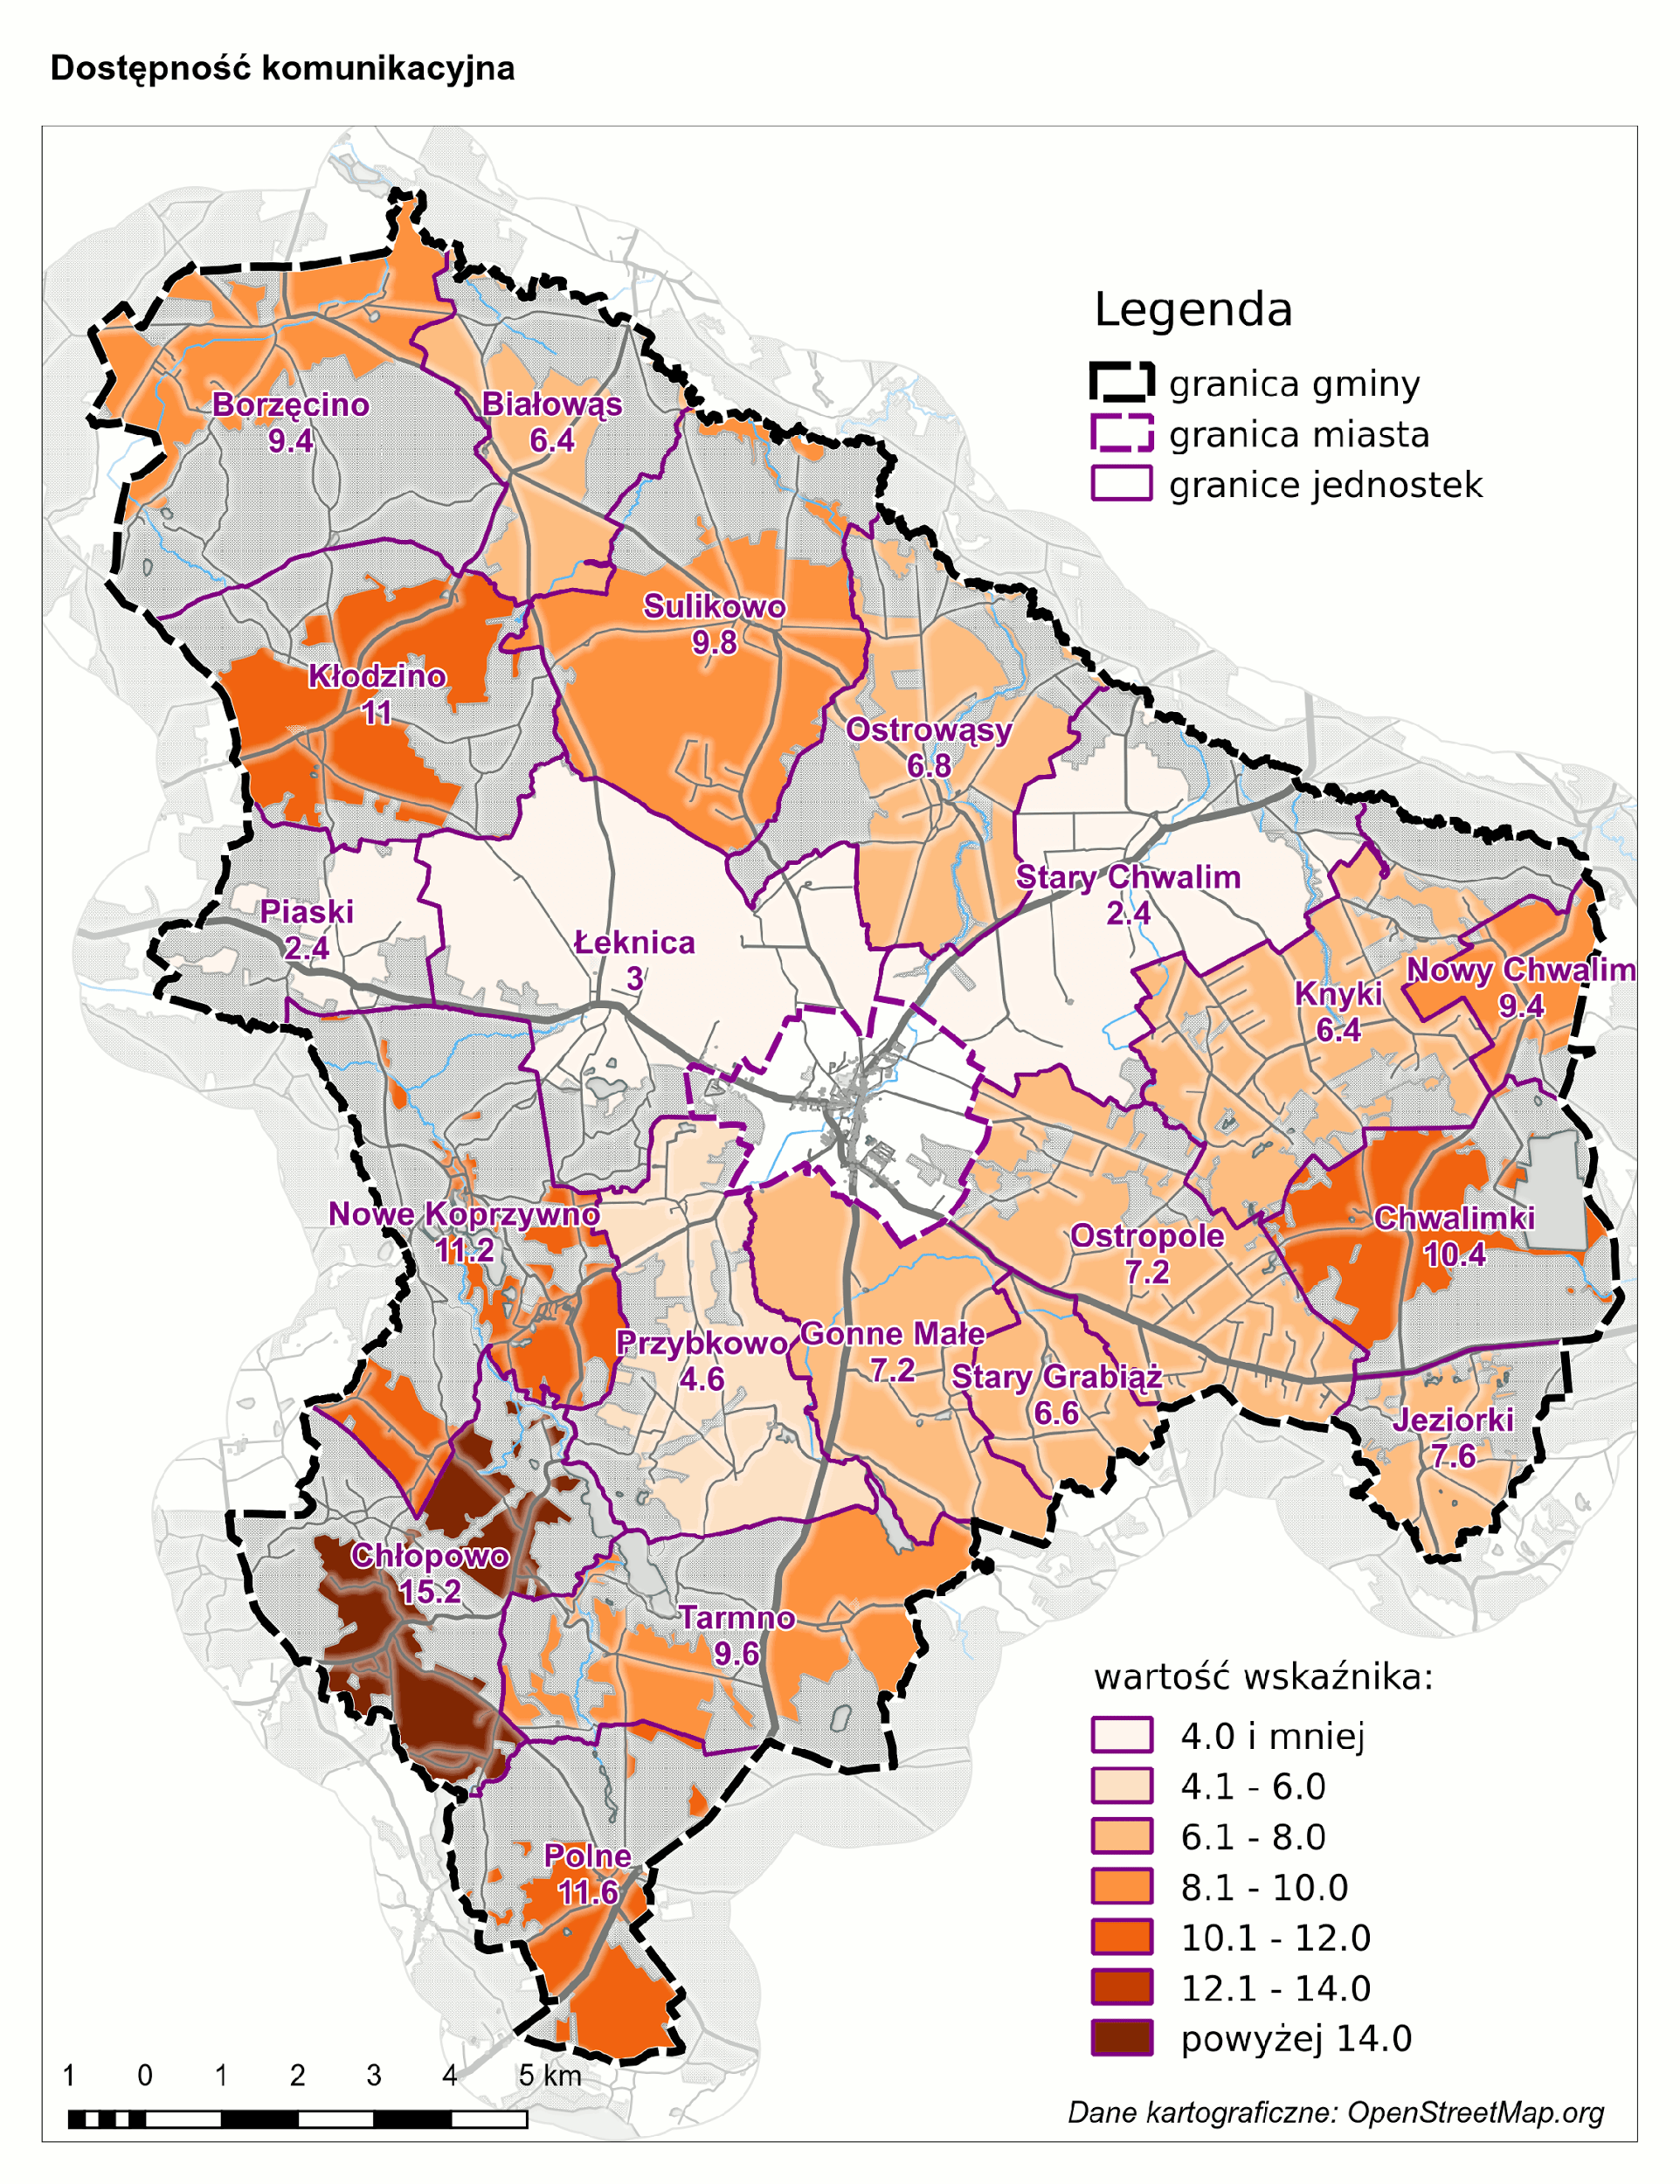 Dostępność komunikacyjna
Legenda
granica gminy
granica miasta
granice jednostek
Borzęcino
9.4
Białowąs
6.4
Sulikowo
9.8
Kłodzino
11
Ostrowąsy
6.8
Stary Chwalim
2.4
Piaski
2.4
Łeknica
3
Knyki
6.4
Nowy Chwalim
9.4
Nowe Koprzywno
11.2
Ostropole
7.2
Chwalimki
10.4
Przybkowo
4.6
Gonne Małe
7.2
Stary Grabiąż
6.6
Jeziorki
7.6
Chłopowo
15.2
Tarmno
9.6
Polne
11.6
wartość wskaźnika:
4.0 i mniej
4.1 - 6.0
6.1 - 8.0
8.1 - 10.0
10.1 - 12.0
12.1 - 14.0
powyżej 14.0
1 0 1 2 3 4 5 km
Dane kartograficzne: OpenStreetMap.org